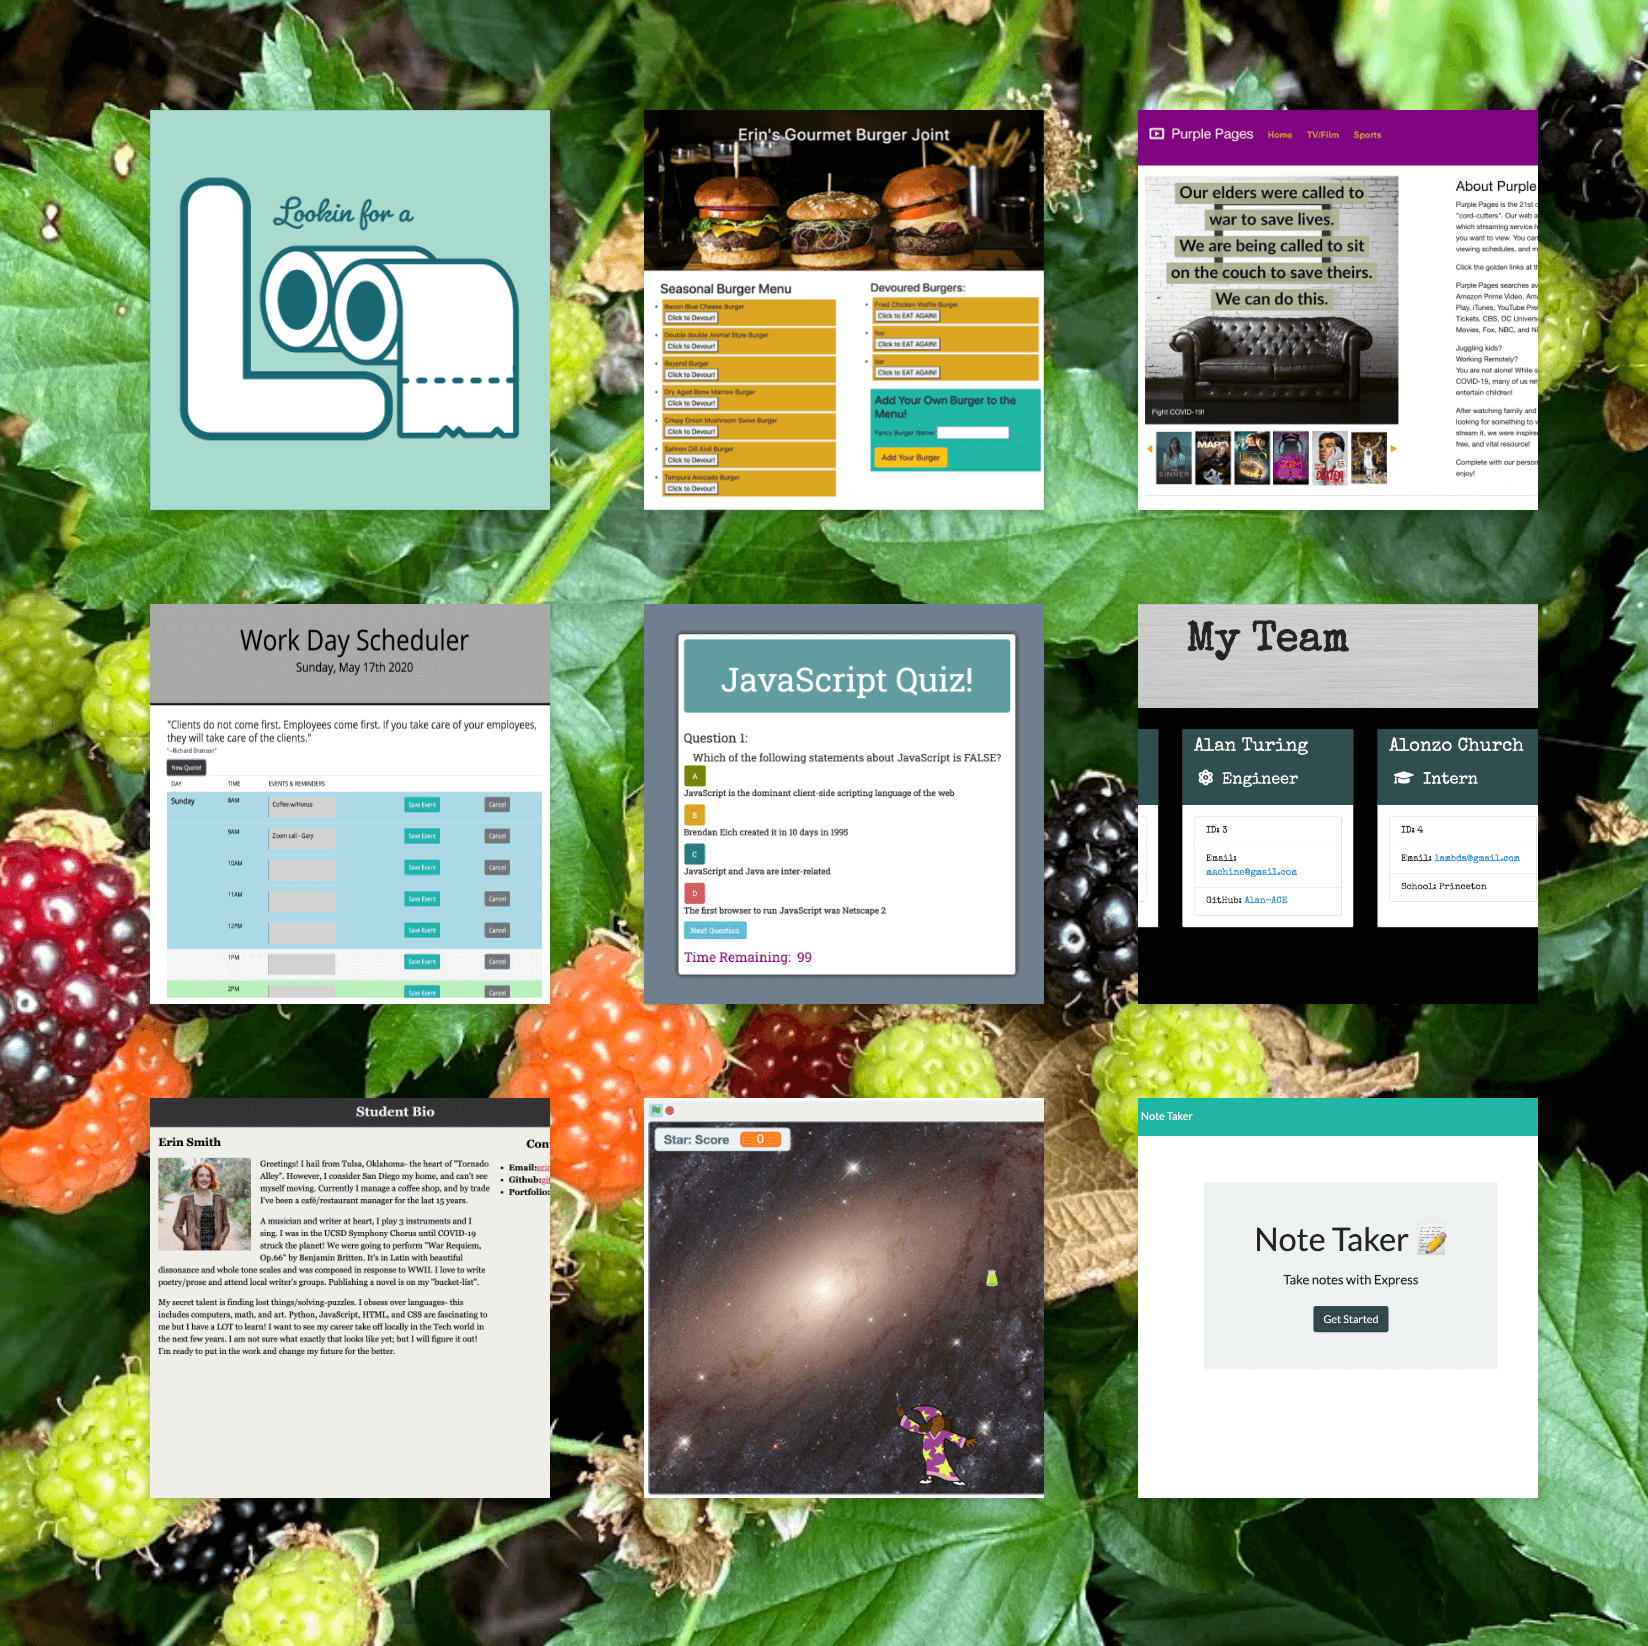 Lookin for a
Loo
Erin's Gourmet Burger Joint
Seasonal Burger Menu
Bacon Blue Cheese Burger
Click to Devour!
Double double Animal Style Burger
Click to Devour!
Beyond Burger
Click to Devour!
Dry Aged Bone Marrow Burger
Click to Devour!
Crispy Onion Mushroom Swiss Burger
Click to Devour!
Salmon Dill Aioli Burger
Click to Devour!
Tempura Avocado Burger
Click to Devour!
Devoured Burgers:
Fried Chicken Waffle Burger
Click to EAT AGAIN!
foo
Click to EAT AGAIN!
bar
Click to EAT AGAIN!
Add Your Own Burger to the
Menu!
Fancy Burger Name:
Add Your Burger
Purple Pages Home TV/Film Sports
Our elders were called to
war to save lives.
We are being called to sit
on the couch to save theirs.
We can do this.
Fight COVID-19!
SINNER
MARS
DEXTER
About Purple
Purple Pages is the 21st c
"cord-cutters". Our web a
which streaming service h
you want to view. You can
viewing schedules, and m
Click the golden links at th
Purple Pages searches av
Amazon Prime Video, Am
Play, iTunes, YouTube Pre
Tickets, CBS, DC Univers
Movies, Fox, NBC, and Ni
Juggling kids?
Working Remotely?
You are not alone! While s
COVID-19, many of us rel
entertain children!
After watching family and
looking for something to v
stream it, we were inspire
free, and vital resource!
Complete with our person
enjoy!
Work Day Scheduler
Sunday, May 17th 2020
"Clients do not come first. Employees come first. If you take care of your employees,
they will take care of the clients."
"~Richard Branson"
New Quote!
DAY TIME EVENTS & REMINDERS
Sunday 8AM Coffee w/Honza Save Event Cancel
9AM Zoom call - Gary Save Event Cancel
10AM Save Event Cancel
11AM Save Event Cancel
12PM Save Event Cancel
1PM Save Event Cancel
2PM Save Event Cancel
JavaScript Quiz!
Question 1:
Which of the following statements about JavaScript is FALSE?
A
JavaScript is the dominant client-side scripting language of the web
B
Brendan Eich created it in 10 days in 1995
C
JavaScript and Java are inter-related
D
The first browser to run JavaScript was Netscape 2
Next Question
Time Remaining: 99
My Team
Alan Turing
Engineer
ID: 3
Email:
machine@gmail.com
GitHub: Alan-ACE
Alonzo Church
Intern
ID: 4
Email: lambda@gmail.com
School: Princeton
Student Bio
Erin Smith
Greetings! I hail from Tulsa, Oklahoma- the heart of "Tornado
Alley". However, I consider San Diego my home, and can't see
myself moving. Currently I manage a coffee shop, and by trade
I've been a café/restaurant manager for the last 15 years.
A musician and writer at heart, I play 3 instruments and I
sing. I was in the UCSD Symphony Chorus until COVID-19
struck the planet! We were going to perform "War Requiem,
Op.66" by Benjamin Britten. It's in Latin with beautiful
dissonance and whole tone scales and was composed in response to WWII. I love to write
poetry/prose and attend local writer's groups. Publishing a novel is on my "bucket-list".
My secret talent is finding lost things/solving-puzzles. I obsess over languages- this
includes computers, math, and art. Python, JavaScript, HTML, and CSS are fascinating to
me but I have a LOT to learn! I want to see my career take off locally in the Tech world in
the next few years. I am not sure what exactly that looks like yet; but I will figure it out!
I'm ready to put in the work and change my future for the better.
Con
Email:erin
Github:gi
Portfolio:
Star: Score 0
Note Taker
Note Taker
Take notes with Express
Get Started